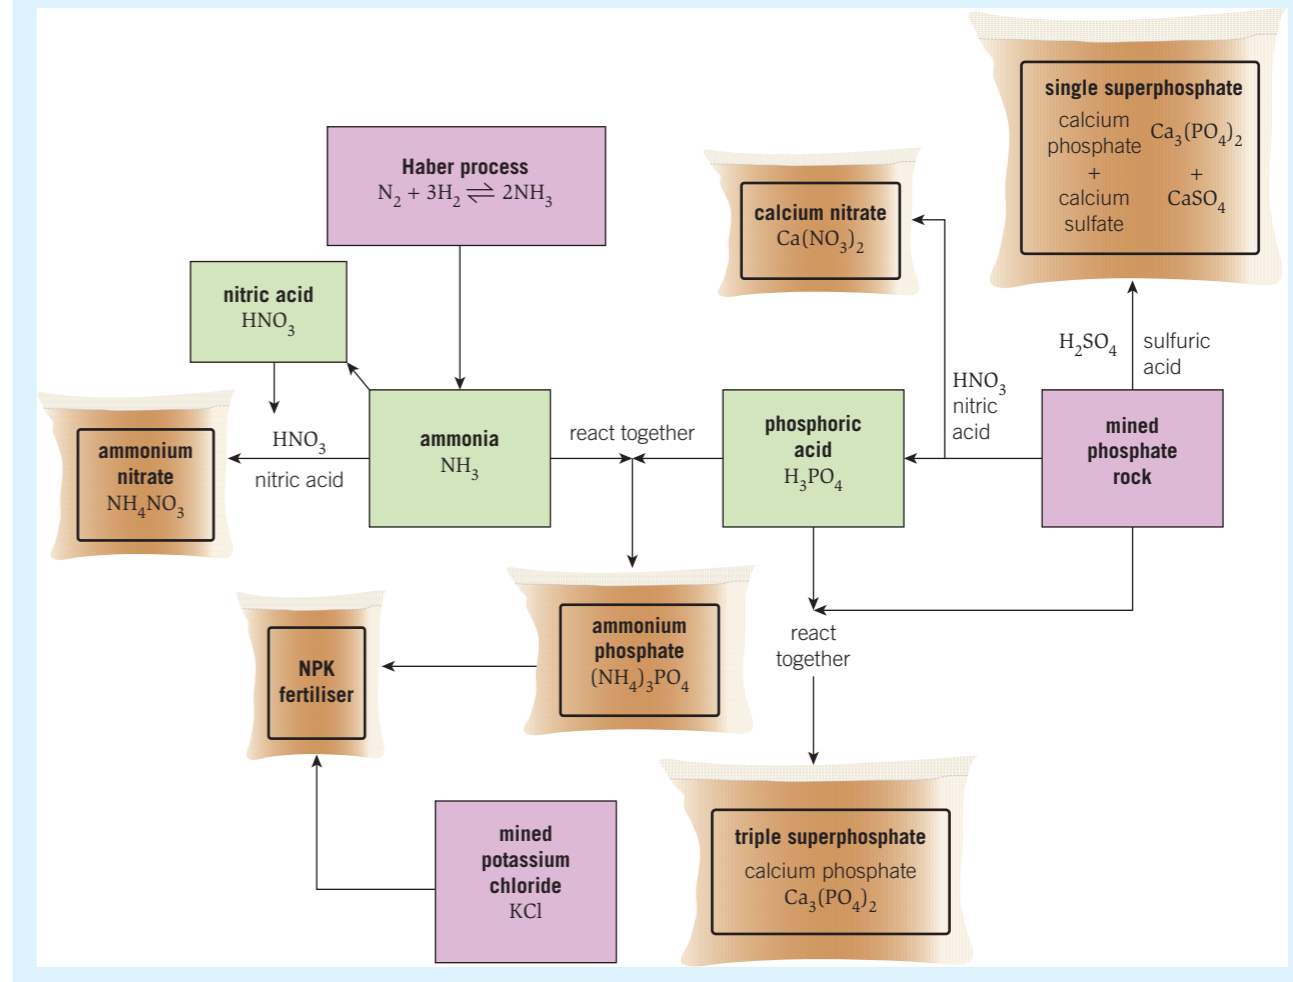 single superphosphate
calcium
phosphate
Ca₃(PO₄)₂
+
+
calcium
sulfate
CaSO₄
Haber process
N₂ + 3H₂ ⇌ 2NH₃
calcium nitrate
Ca(NO₃)₂
nitric acid
HNO₃
H₂SO₄
sulfuric
acid
HNO₃
nitric
acid
ammonium
nitrate
NH₄NO₃
HNO₃
nitric acid
ammonia
NH₃
react together
phosphoric
acid
H₃PO₄
mined
phosphate
rock
ammonium
phosphate
(NH₄)₃PO₄
react
together
NPK
fertiliser
mined
potassium
chloride
KCl
triple superphosphate
calcium phosphate
Ca₃(PO₄)₂